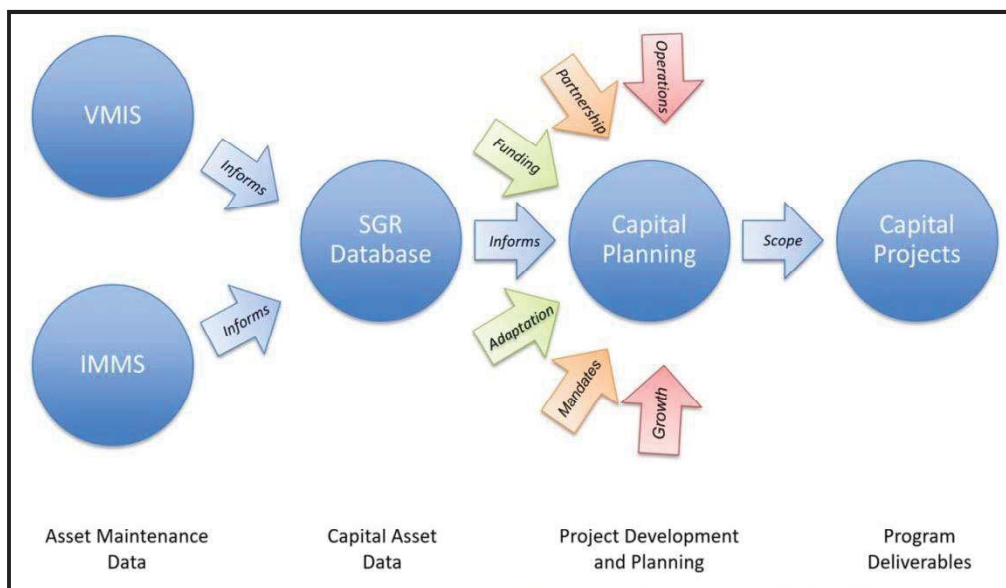 VMIS
IMMS
Informs
Informs
SGR
Database
Informs
Funding
Partnership
Operations
Adaptation
Mandates
Growth
Capital
Planning
Scope
Capital
Projects
Asset Maintenance
Data
Capital Asset
Data
Project Development
and Planning
Program
Deliverables